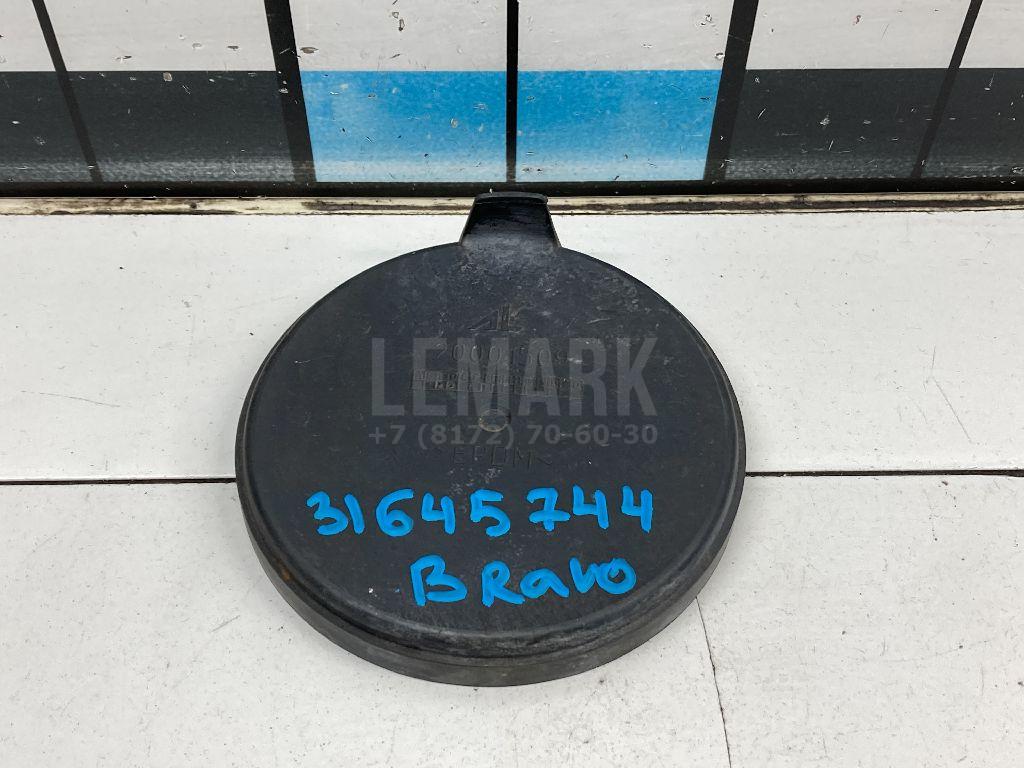 LEMARK
+7 (8172) 70-60-30
>EPDM<
31645744
BRavo